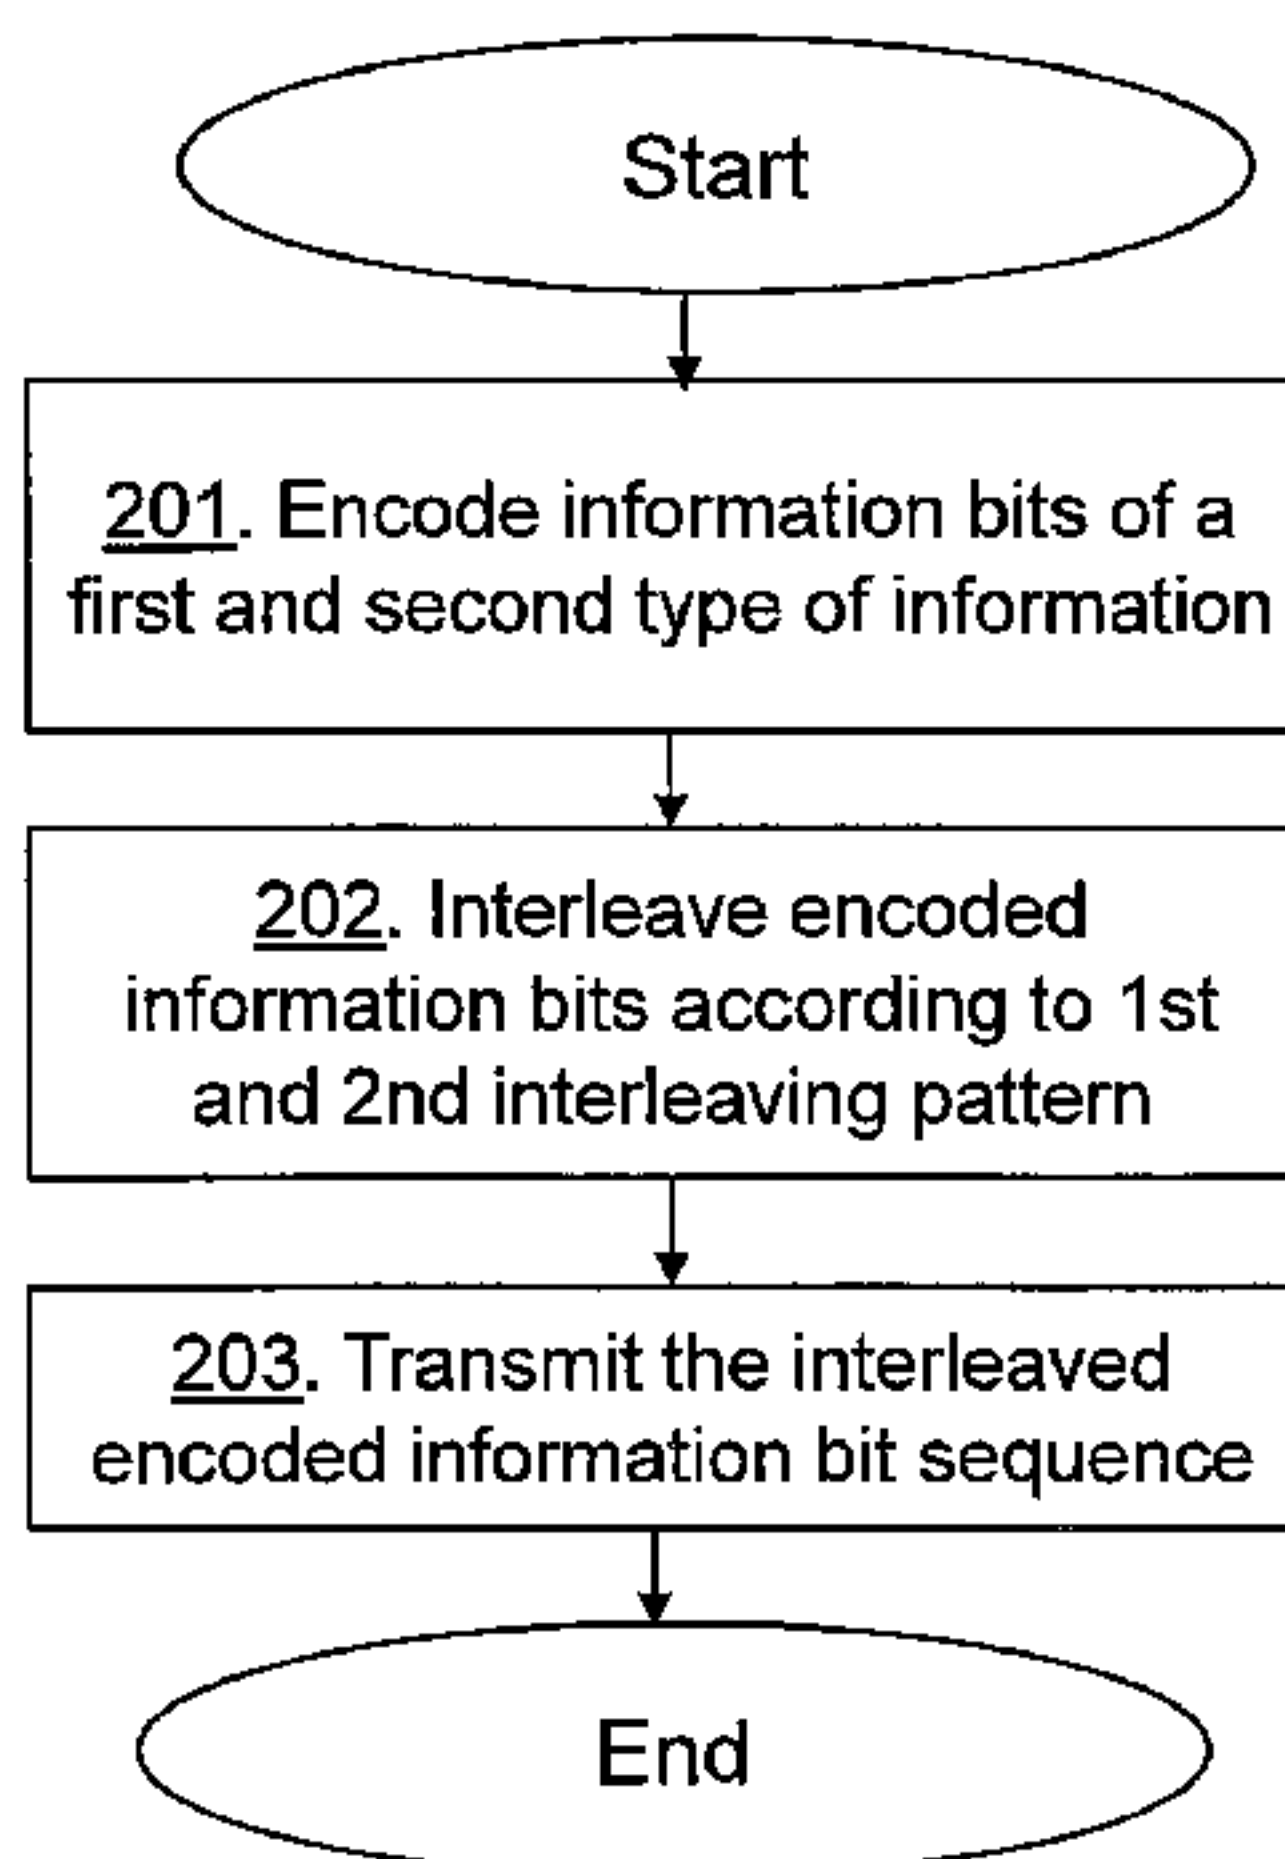 Start
201. Encode information bits of a
first and second type of information
202. Interleave encoded
information bits according to 1st
and 2nd interleaving pattern
203. Transmit the interleaved
encoded information bit sequence
End